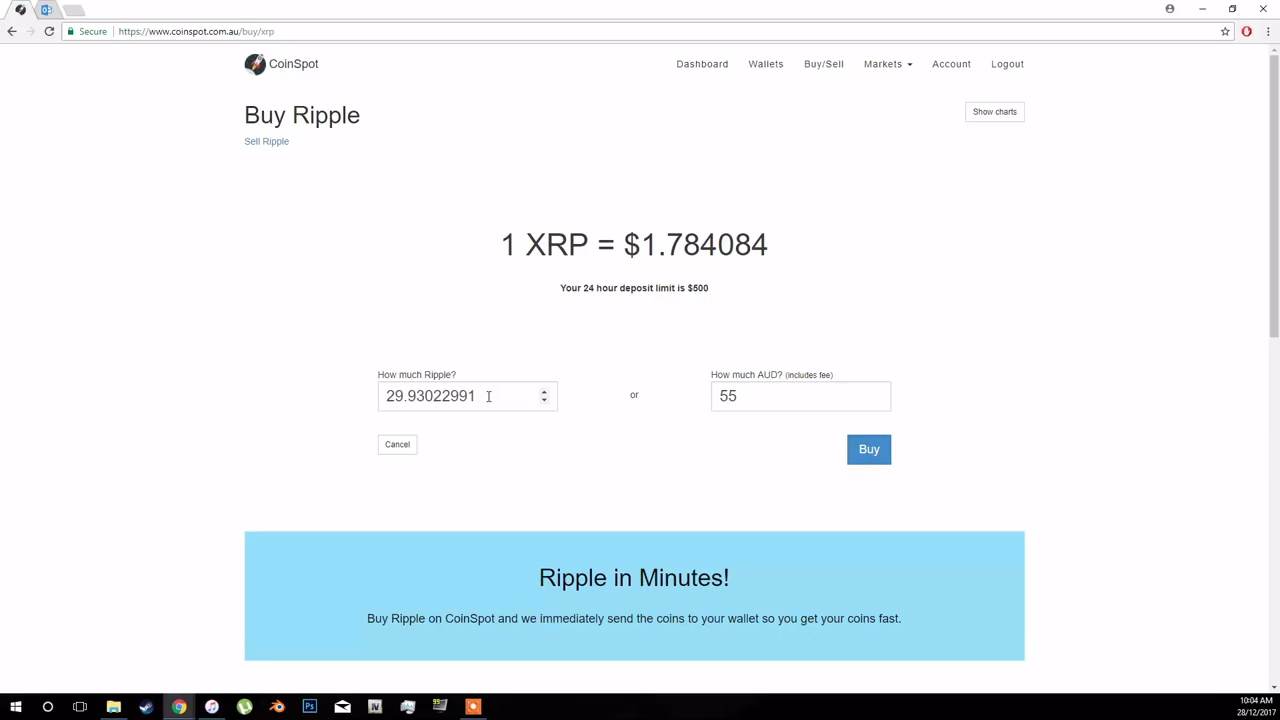 Secure https://www.coinspot.com.au/buy/xrp
CoinSpot
Dashboard Wallets Buy/Sell Markets Account Logout
Buy Ripple
Show charts
Sell Ripple
1 XRP = $1.784084
Your 24 hour deposit limit is $500
How much Ripple?
How much AUD? (includes fee)
29.93022991
or
55
Cancel
Buy
Ripple in Minutes!
Buy Ripple on CoinSpot and we immediately send the coins to your wallet so you get your coins fast.
10:04 AM
28/12/2017